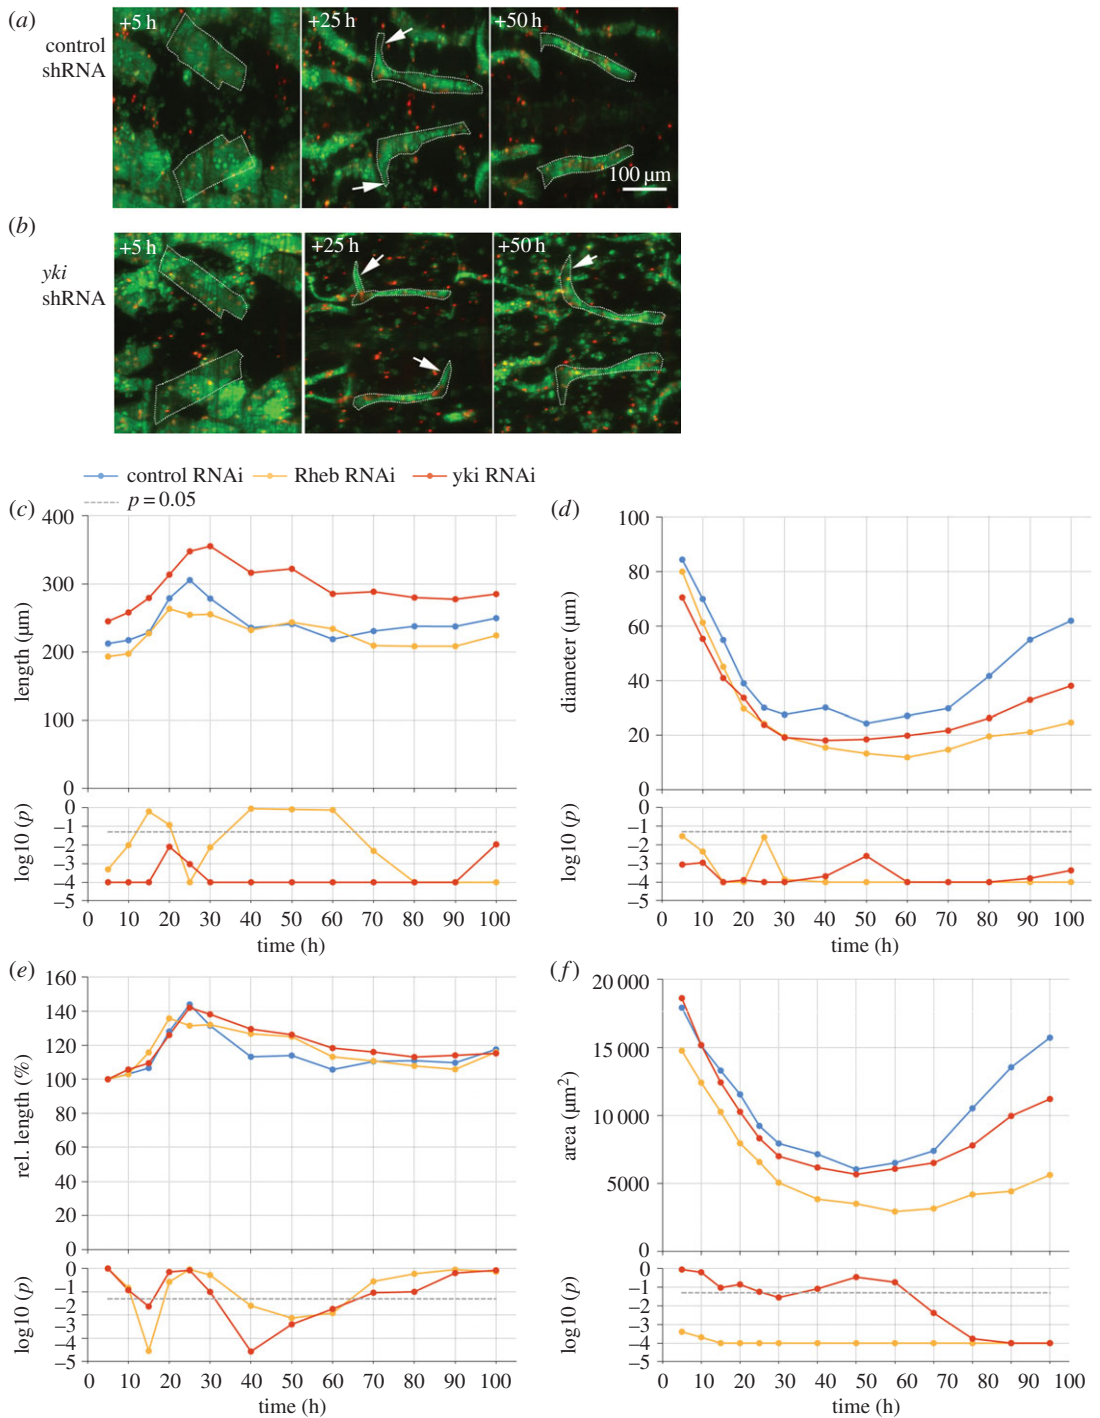 (a)
control
shRNA
+5 h
+25 h
+50 h
100 µm
(b)
yki
shRNA
+5 h
+25 h
+50 h
control RNAi
Rheb RNAi
yki RNAi
p = 0.05
(c)
400
300
200
100
0
length (µm)
0
–1
–2
–3
–4
–5
log10 (p)
0 10 20 30 40 50 60 70 80 90 100
time (h)
(d)
100
80
60
40
20
0
diameter (µm)
0
–1
–2
–3
–4
–5
log10 (p)
0 10 20 30 40 50 60 70 80 90 100
time (h)
(e)
160
140
120
100
80
60
40
20
0
rel. length (%)
0
–1
–2
–3
–4
–5
log10 (p)
0 10 20 30 40 50 60 70 80 90 100
time (h)
(f)
20 000
15 000
10 000
5000
0
area (µm²)
0
–1
–2
–3
–4
–5
log10 (p)
0 10 20 30 40 50 60 70 80 90 100
time (h)